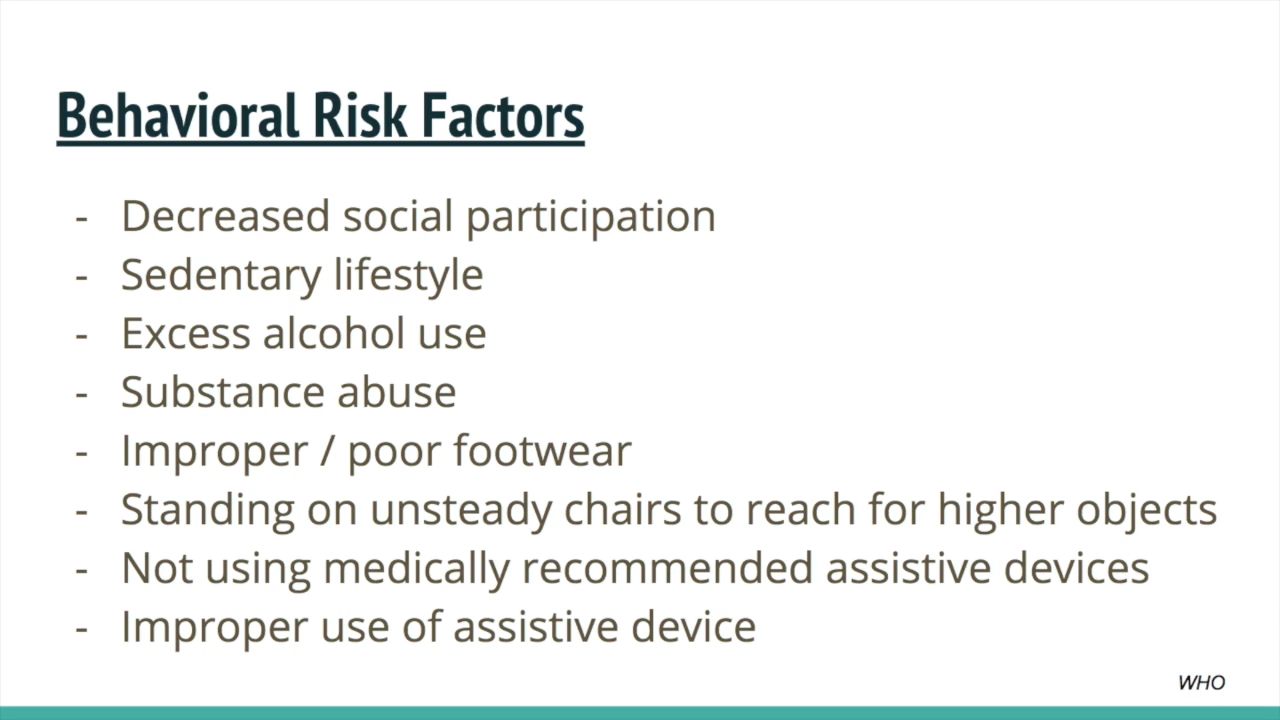 Behavioral Risk Factors
- Decreased social participation
- Sedentary lifestyle
- Excess alcohol use
- Substance abuse
- Improper / poor footwear
- Standing on unsteady chairs to reach for higher objects
- Not using medically recommended assistive devices
- Improper use of assistive device
WHO